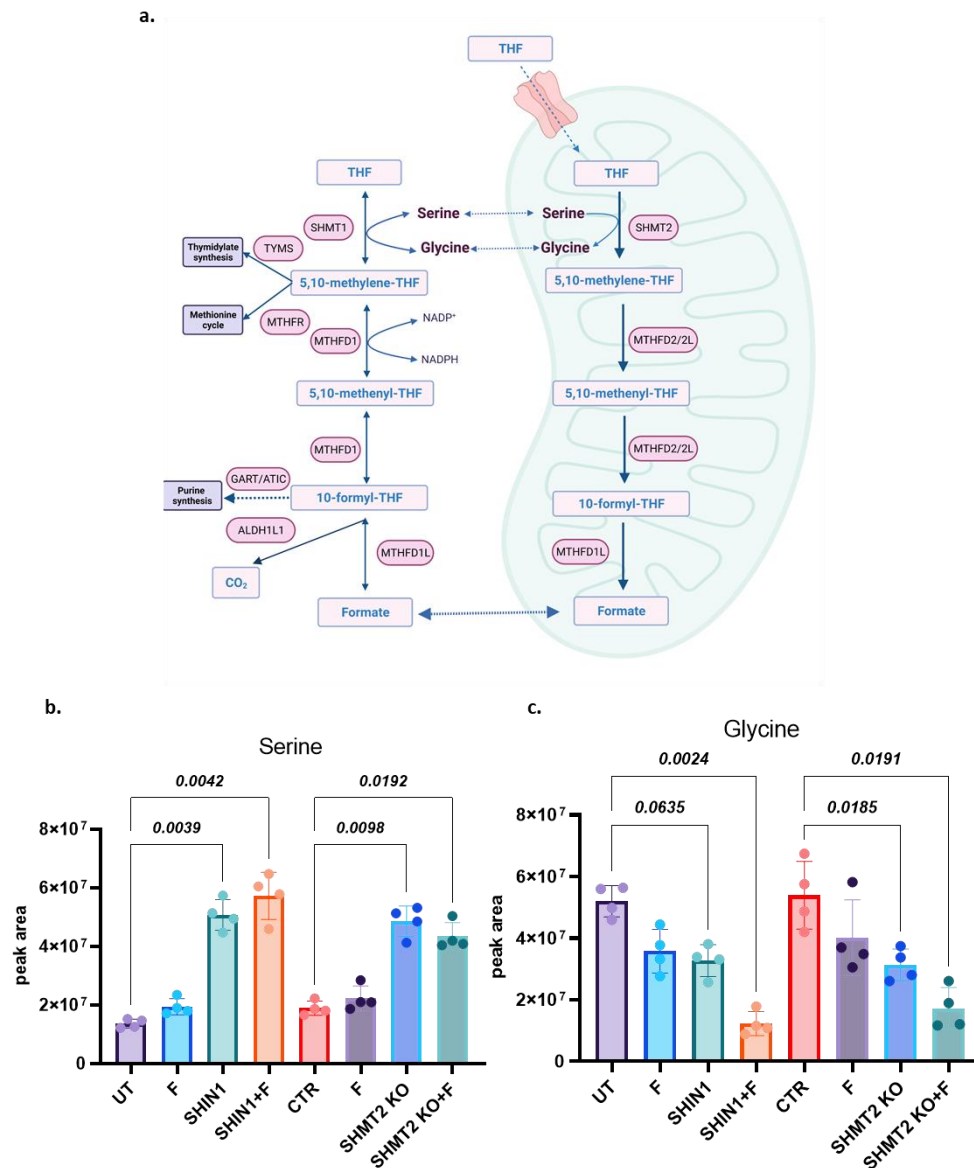 a.
THF
THF
THF
SHMT1
Serine
Serine
SHMT2
Glycine
Glycine
TYMS
Thymidylate
synthesis
5,10-methylene-THF
5,10-methylene-THF
Methionine
cycle
MTHFR
MTHFD1
NADP+
NADPH
MTHFD2/2L
5,10-methenyl-THF
5,10-methenyl-THF
MTHFD1
MTHFD2/2L
GART/ATIC
Purine
synthesis
10-formyl-THF
10-formyl-THF
ALDH1L1
MTHFD1L
MTHFD1L
CO2
Formate
Formate
b.
Serine
0.0042
0.0192
0.0039
0.0098
8×10⁷
6×10⁷
4×10⁷
2×10⁷
0
peak area
UT
F
SHIN1
SHIN1+F
CTR
F
SHMT2 KO
SHMT2 KO+F
c.
Glycine
0.0024
0.0191
0.0635
0.0185
8×10⁷
6×10⁷
4×10⁷
2×10⁷
0
peak area
UT
F
SHIN1
SHIN1+F
CTR
F
SHMT2 KO
SHMT2 KO+F